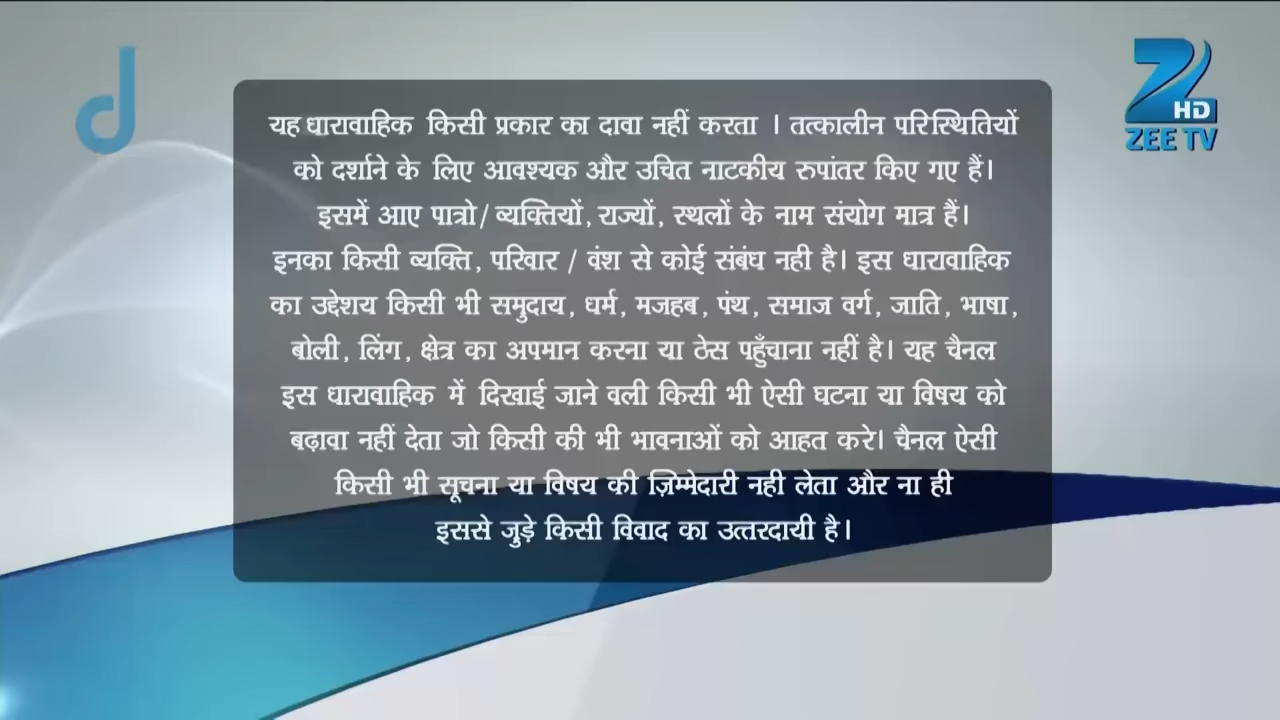 यह धारावाहिक किसी प्रकार का दावा नहीं करता । तत्कालीन परिस्थितियों
को दर्शाने के लिए आवश्यक और उचित नाटकीय रुपांतर किए गए हैं।
इसमें आए पात्रो/ व्यक्तियों, राज्यों, स्थलों के नाम संयोग मात्र हैं।
इनका किसी व्यक्ति, परिवार / वंश से कोई संबंघ नही है। इस धारावाहिक
का उद्देशय किसी भी समुदाय, धर्म, मजहब, पंथ, समाज वर्ग, जाति, भाषा,
बोली, लिंग, क्षेत्र का अपमान करना या ठेस पहुँचाना नहीं है। यह चैनल
इस धारावाहिक में दिखाई जाने वली किसी भी ऐसी घटना या विषय को
बढ़ावा नहीं देता जो किसी की भी भावनाओं को आहत करे। चैनल ऐसी
किसी भी सूचना या विषय की ज़िम्मेदारी नही लेता और ना ही
इससे जुड़े किसी विवाद का उत्तरदायी है।
d
Z HD
ZEE TV